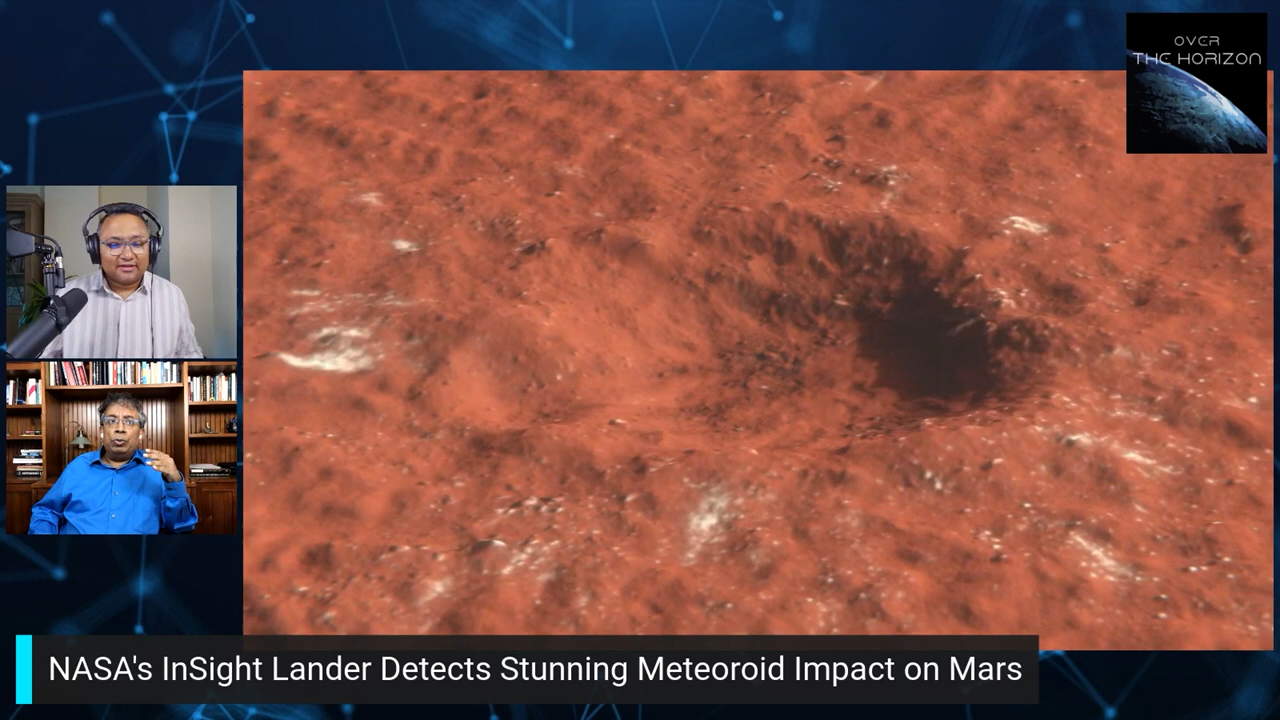 OVER
THE HORIZON
NASA's InSight Lander Detects Stunning Meteoroid Impact on Mars